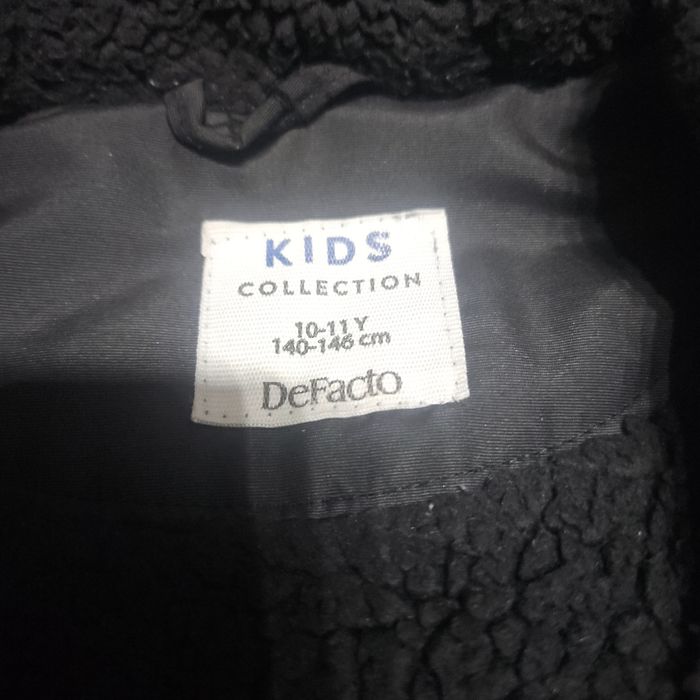 KIDS
COLLECTION
10-11 Y
140-146 cm
DeFacto